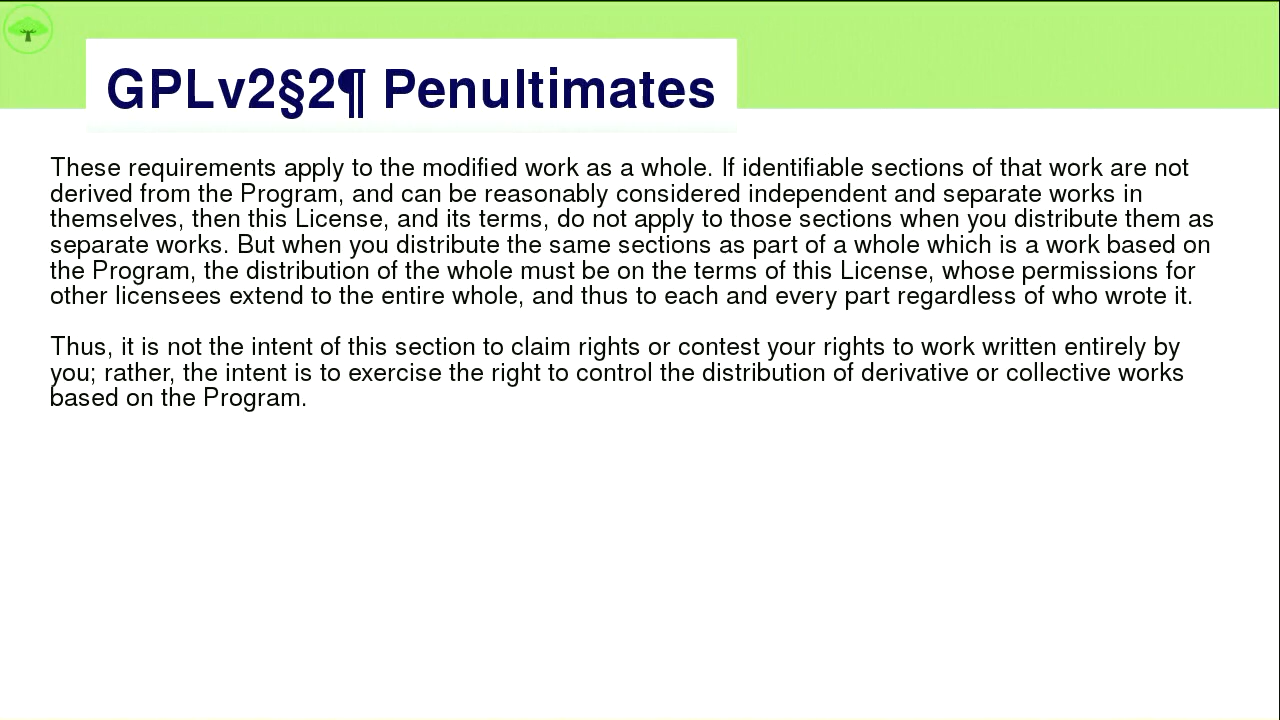 GPLv2§2¶ Penultimates
These requirements apply to the modified work as a whole. If identifiable sections of that work are not
derived from the Program, and can be reasonably considered independent and separate works in
themselves, then this License, and its terms, do not apply to those sections when you distribute them as
separate works. But when you distribute the same sections as part of a whole which is a work based on
the Program, the distribution of the whole must be on the terms of this License, whose permissions for
other licensees extend to the entire whole, and thus to each and every part regardless of who wrote it.
Thus, it is not the intent of this section to claim rights or contest your rights to work written entirely by
you; rather, the intent is to exercise the right to control the distribution of derivative or collective works
based on the Program.